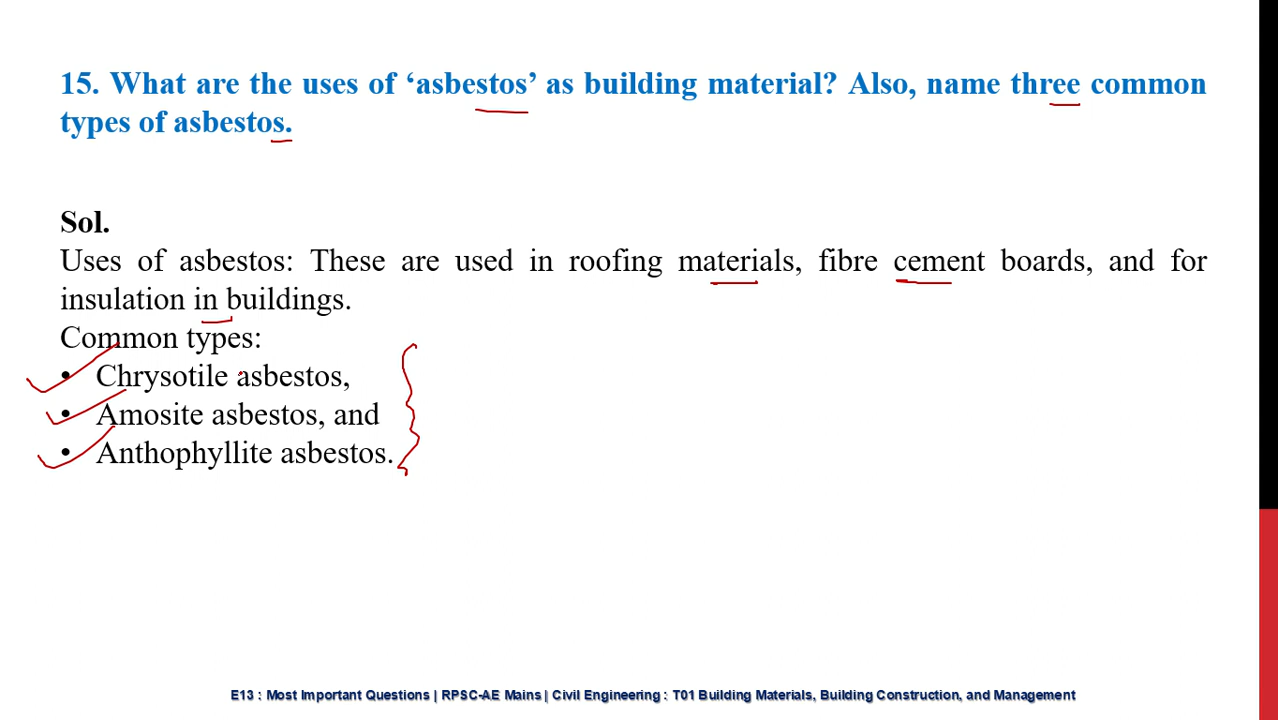 15. What are the uses of ‘asbestos’ as building material? Also, name three common
types of asbestos.
Sol.
Uses of asbestos: These are used in roofing materials, fibre cement boards, and for
insulation in buildings.
Common types:
• Chrysotile asbestos,
• Amosite asbestos, and
• Anthophyllite asbestos.
E13 : Most Important Questions | RPSC-AE Mains | Civil Engineering : T01 Building Materials, Building Construction, and Management